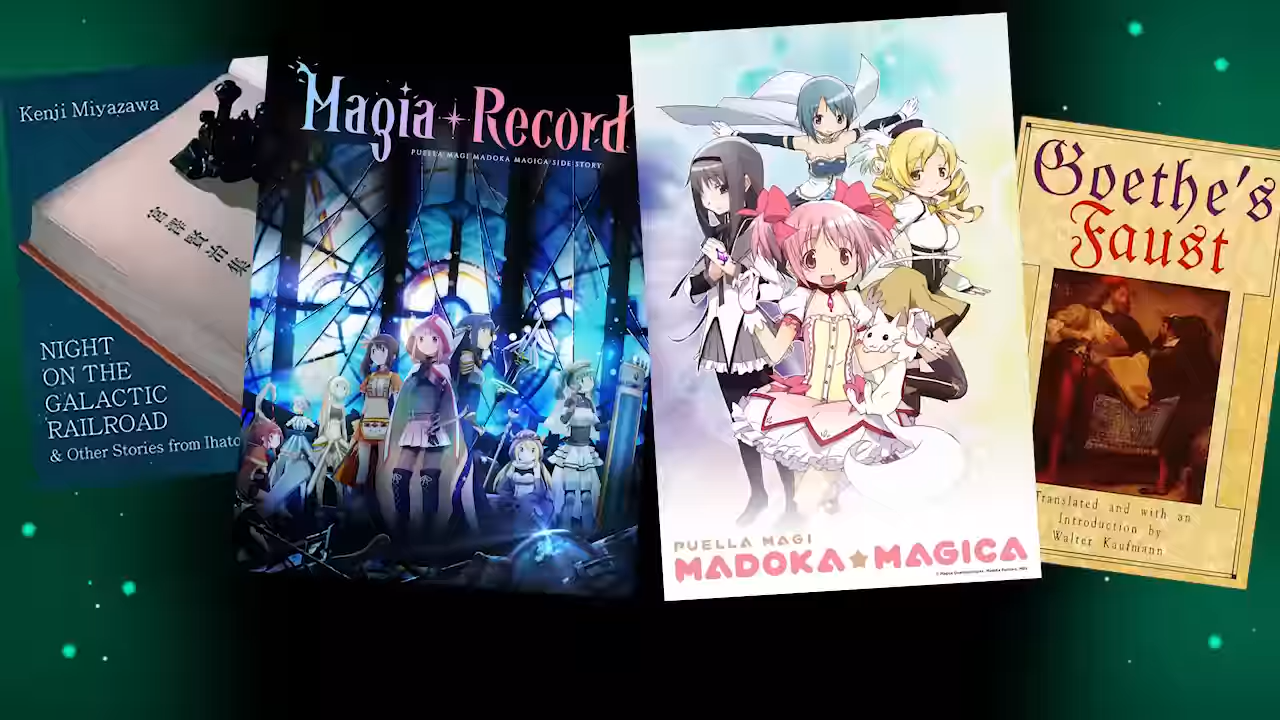 Kenji Miyazawa
宮澤賢治集
NIGHT
ON THE
GALACTIC
RAILROAD
& Other Stories from Ihato
Magia Record
PUELLA MAGI MADOKA MAGICA SIDE STORY
PUELLA MAGI
MADOKA★MAGICA
Goethe's
Faust
Translated and with an
Introduction by
Walter Kaufmann